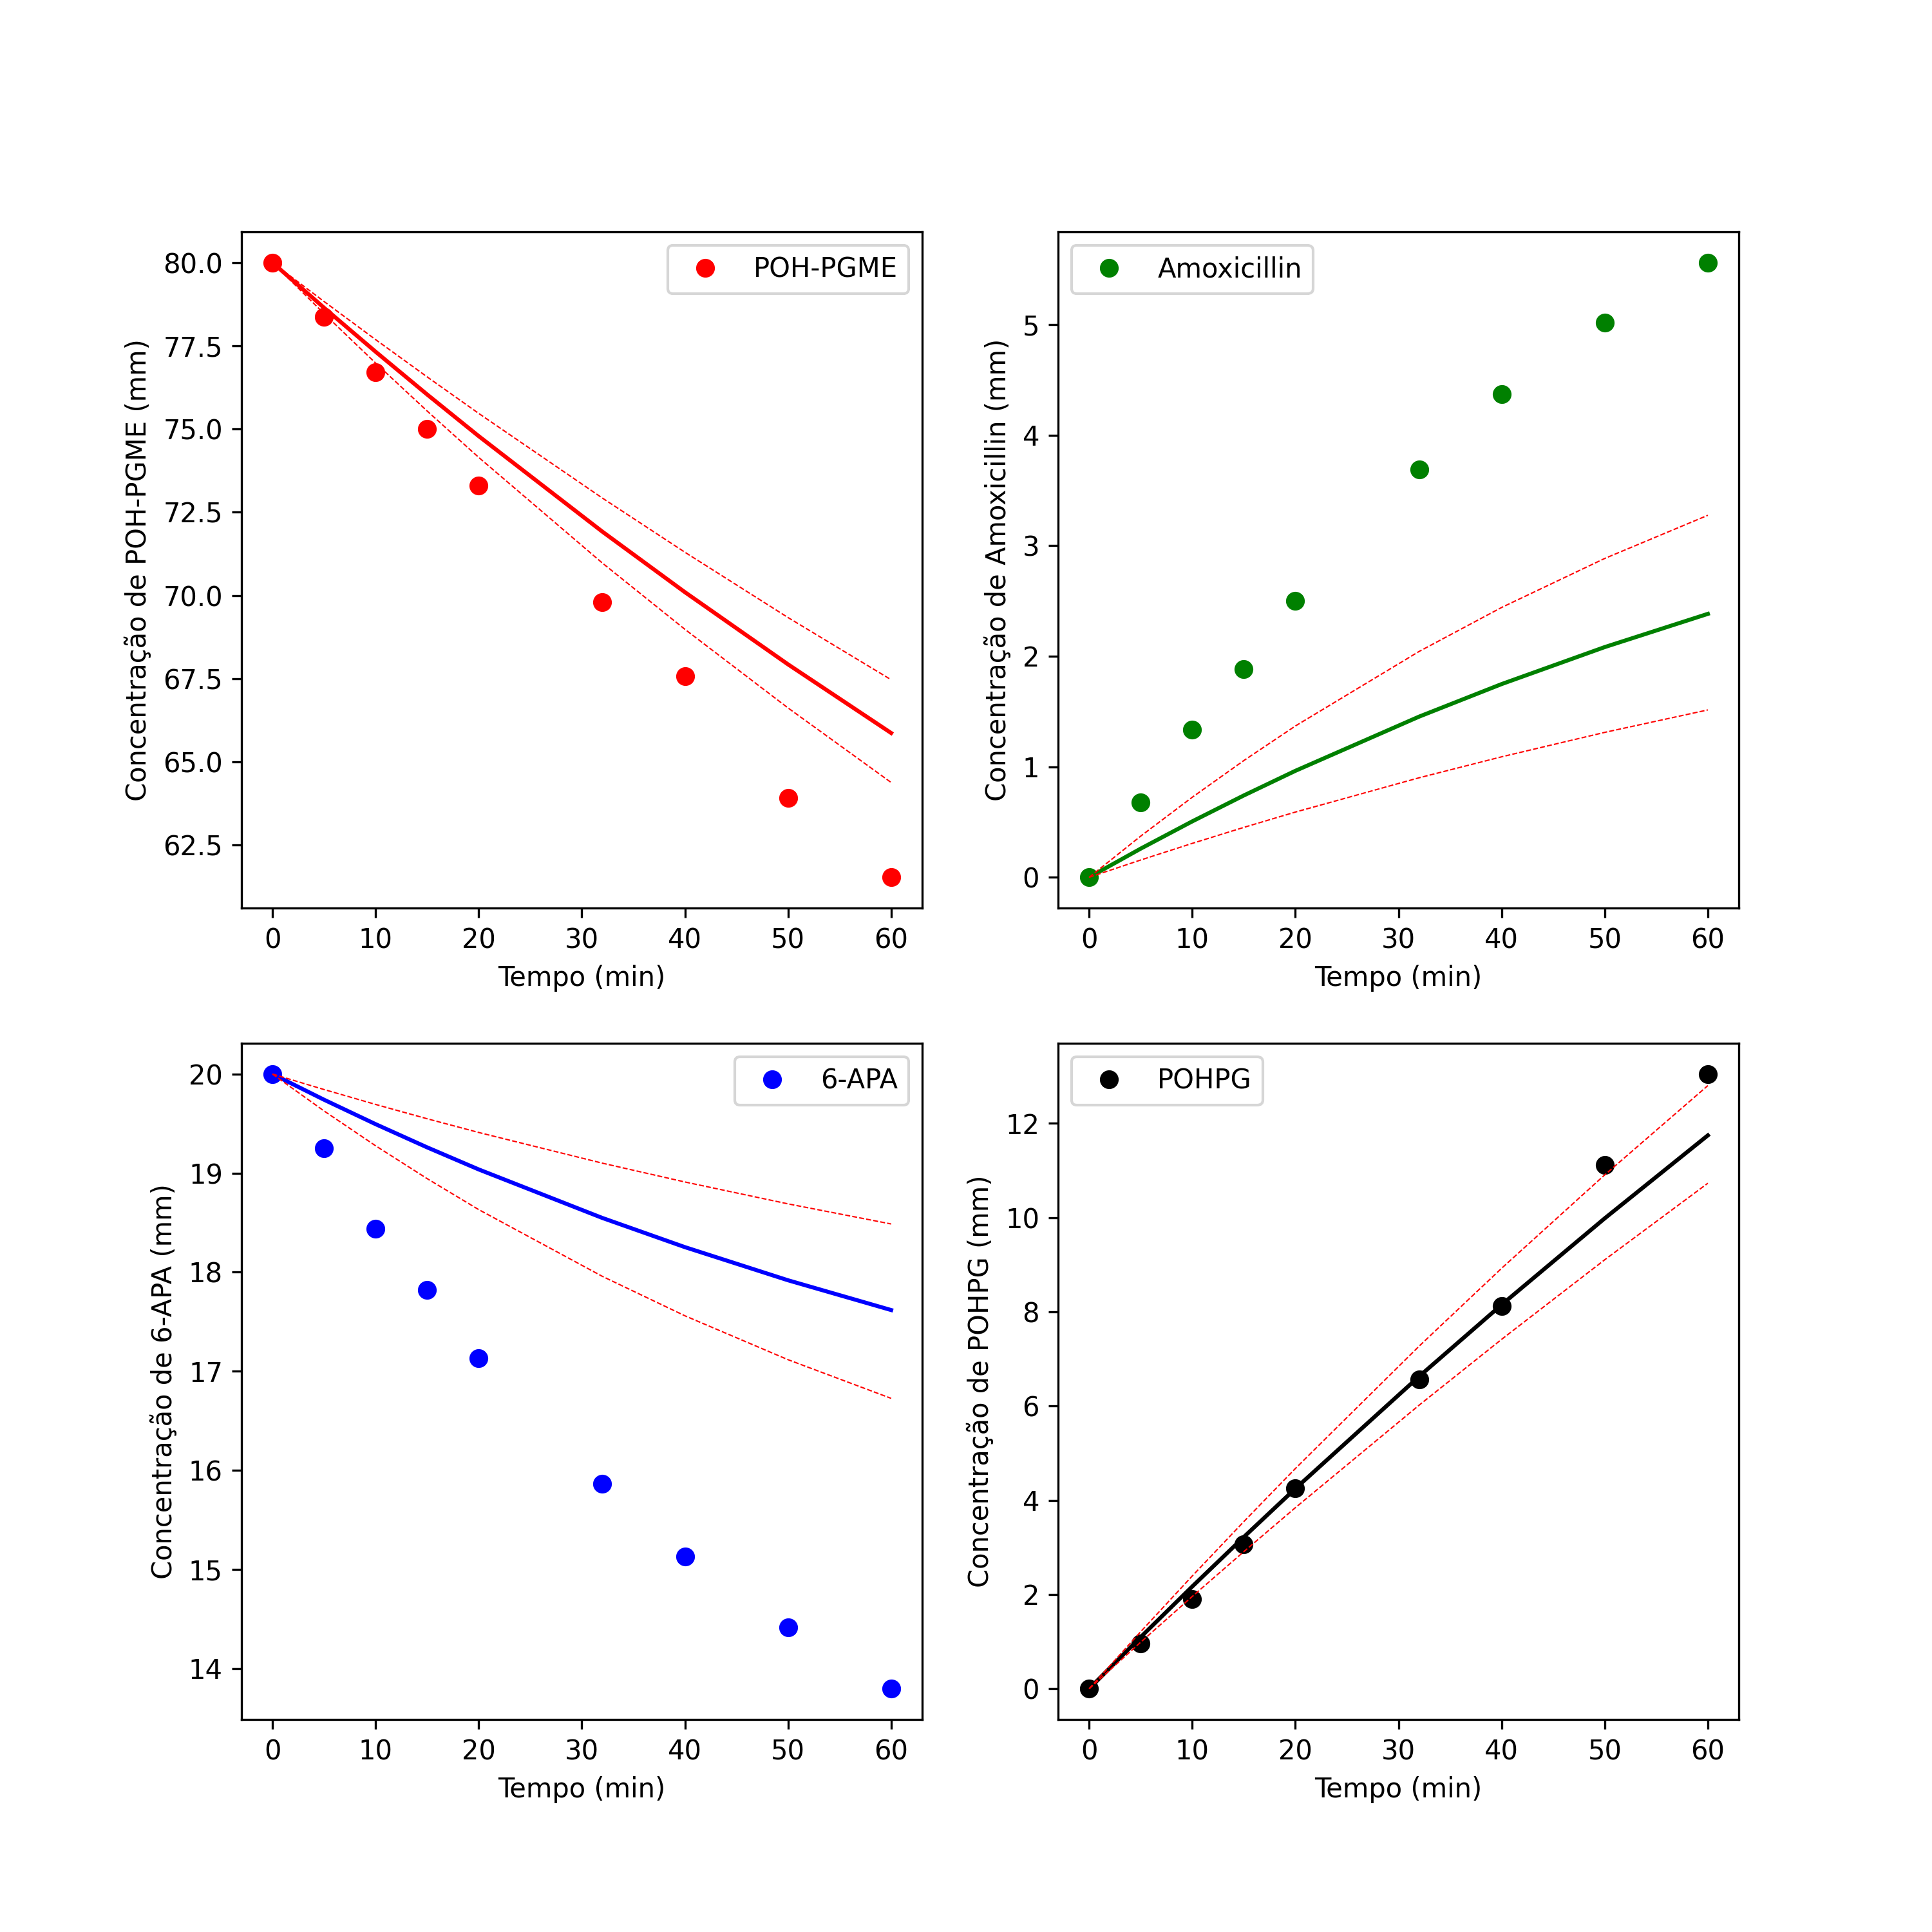 POH-PGME
80.0
77.5
75.0
72.5
70.0
67.5
65.0
62.5
Concentração de POH-PGME (mm)
0 10 20 30 40 50 60
Tempo (min)
Amoxicillin
5
4
3
2
1
0
Concentração de Amoxicillin (mm)
0 10 20 30 40 50 60
Tempo (min)
6-APA
20
19
18
17
16
15
14
Concentração de 6-APA (mm)
0 10 20 30 40 50 60
Tempo (min)
POHPG
12
10
8
6
4
2
0
Concentração de POHPG (mm)
0 10 20 30 40 50 60
Tempo (min)